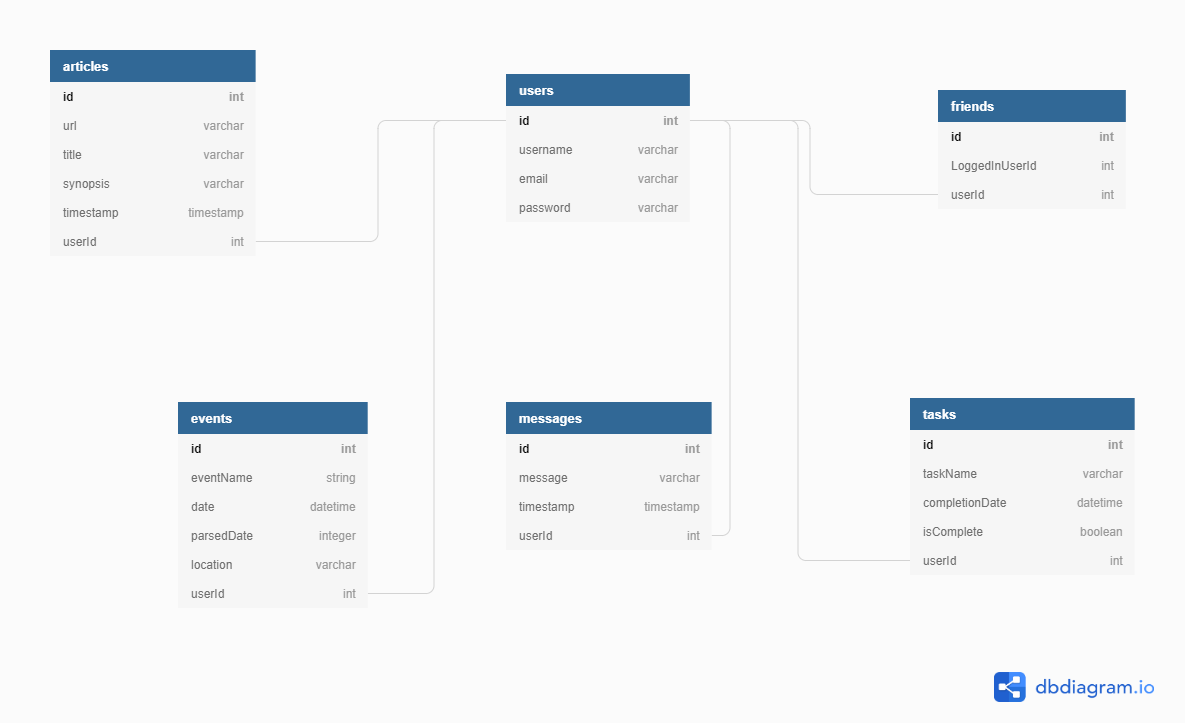 articles
id int
url varchar
title varchar
synopsis varchar
timestamp timestamp
userId int
users
id int
username varchar
email varchar
password varchar
friends
id int
LoggedInUserId int
userId int
events
id int
eventName string
date datetime
parsedDate integer
location varchar
userId int
messages
id int
message varchar
timestamp timestamp
userId int
tasks
id int
taskName varchar
completionDate datetime
isComplete boolean
userId int
dbdiagram.io